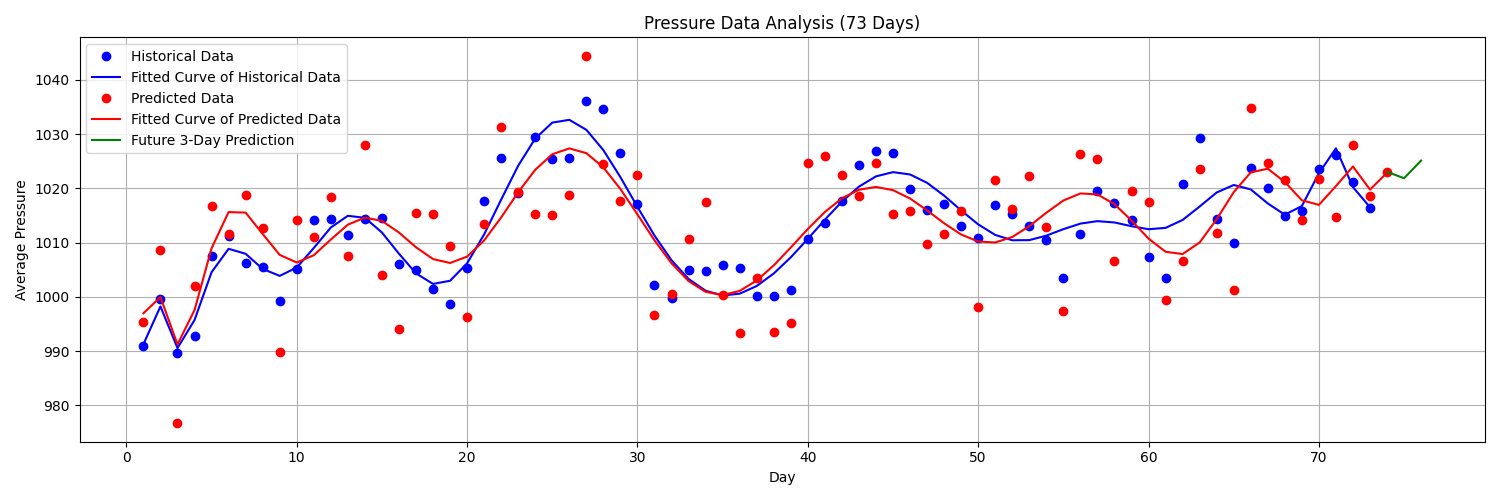 Pressure Data Analysis (73 Days)
Historical Data
Fitted Curve of Historical Data
Predicted Data
Fitted Curve of Predicted Data
Future 3-Day Prediction
Average Pressure
1040
1030
1020
1010
1000
990
980
0 10 20 30 40 50 60 70
Day